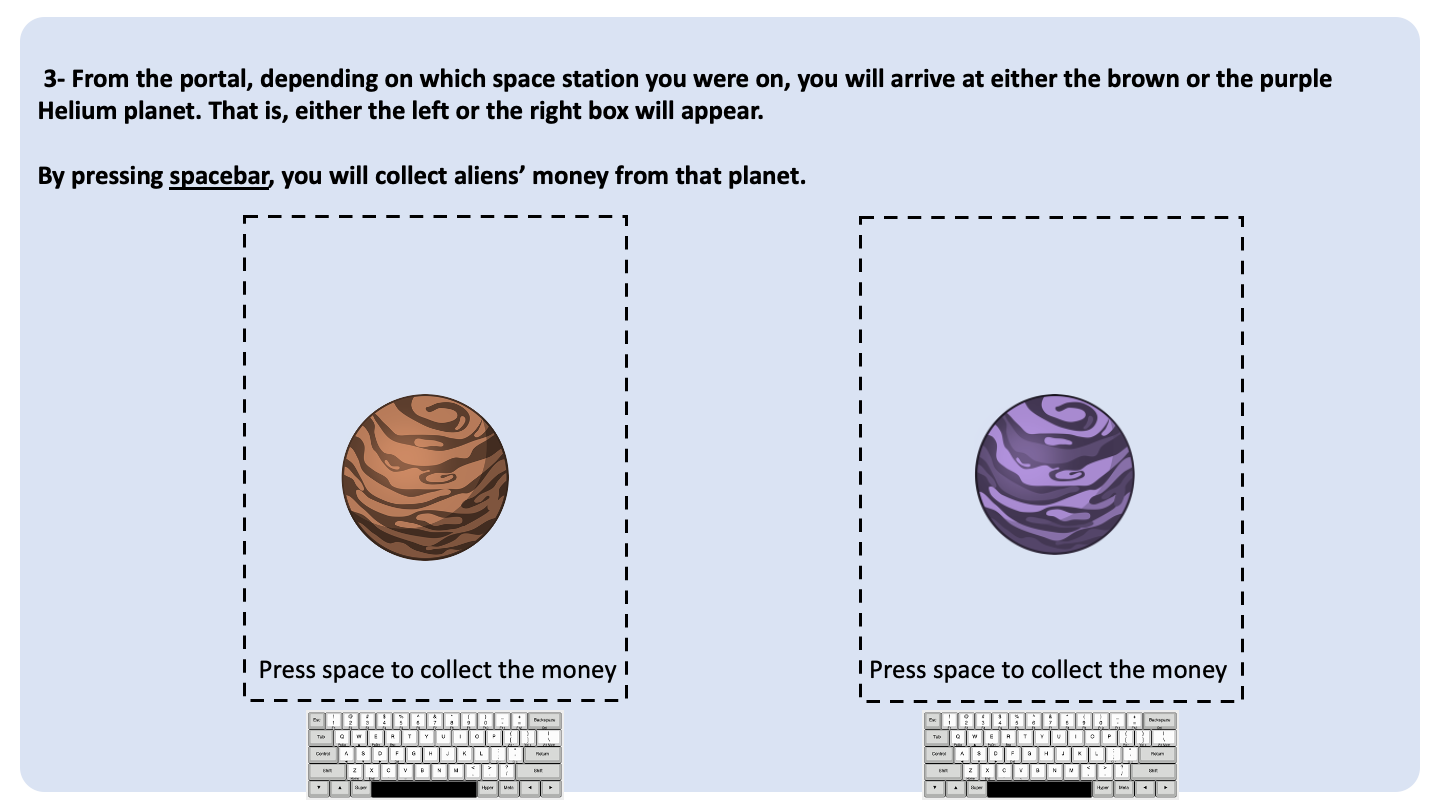 3- From the portal, depending on which space station you were on, you will arrive at either the brown or the purple
Helium planet. That is, either the left or the right box will appear.
By pressing spacebar, you will collect aliens’ money from that planet.
Press space to collect the money
Press space to collect the money